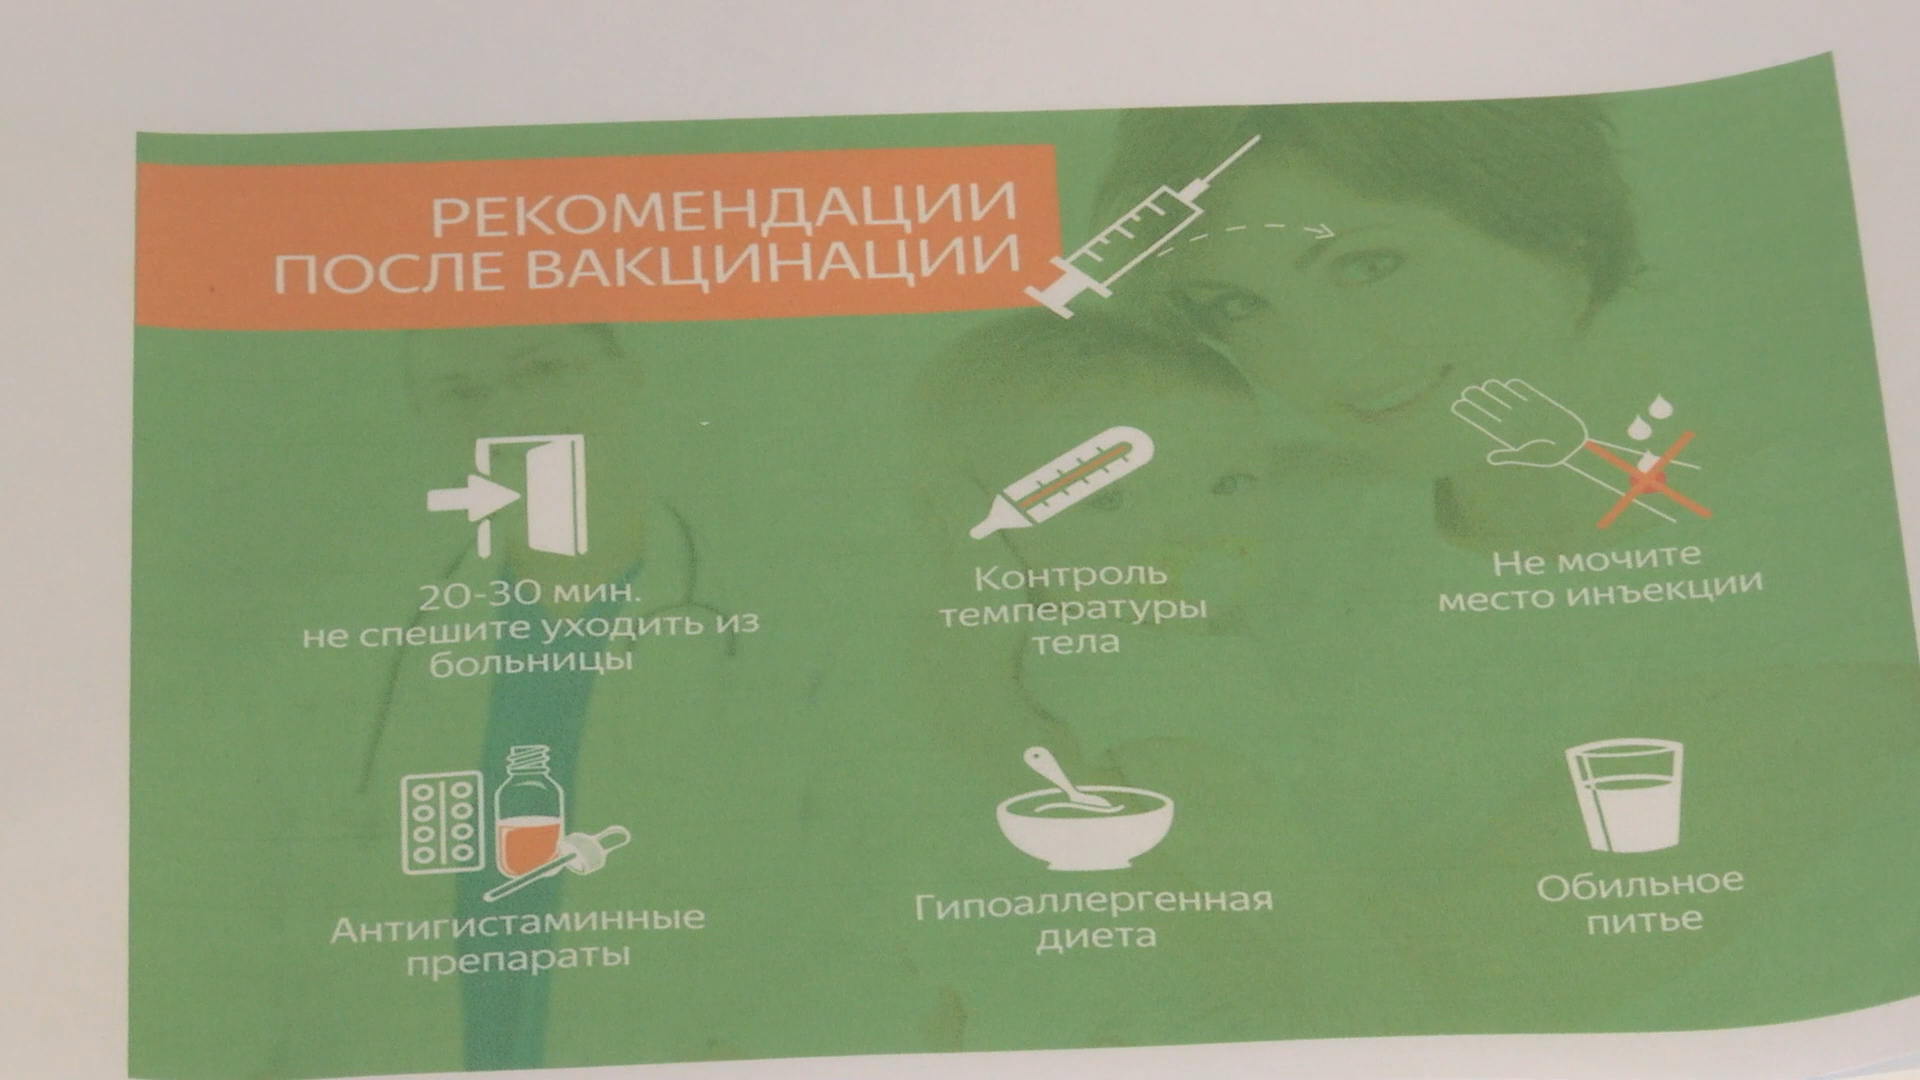 РЕКОМЕНДАЦИИ
ПОСЛЕ ВАКЦИНАЦИИ
20-30 мин.
не спешите уходить из
больницы
Контроль
температуры
тела
Не мочите
место инъекции
Антигистаминные
препараты
Гипоаллергенная
диета
Обильное
питье